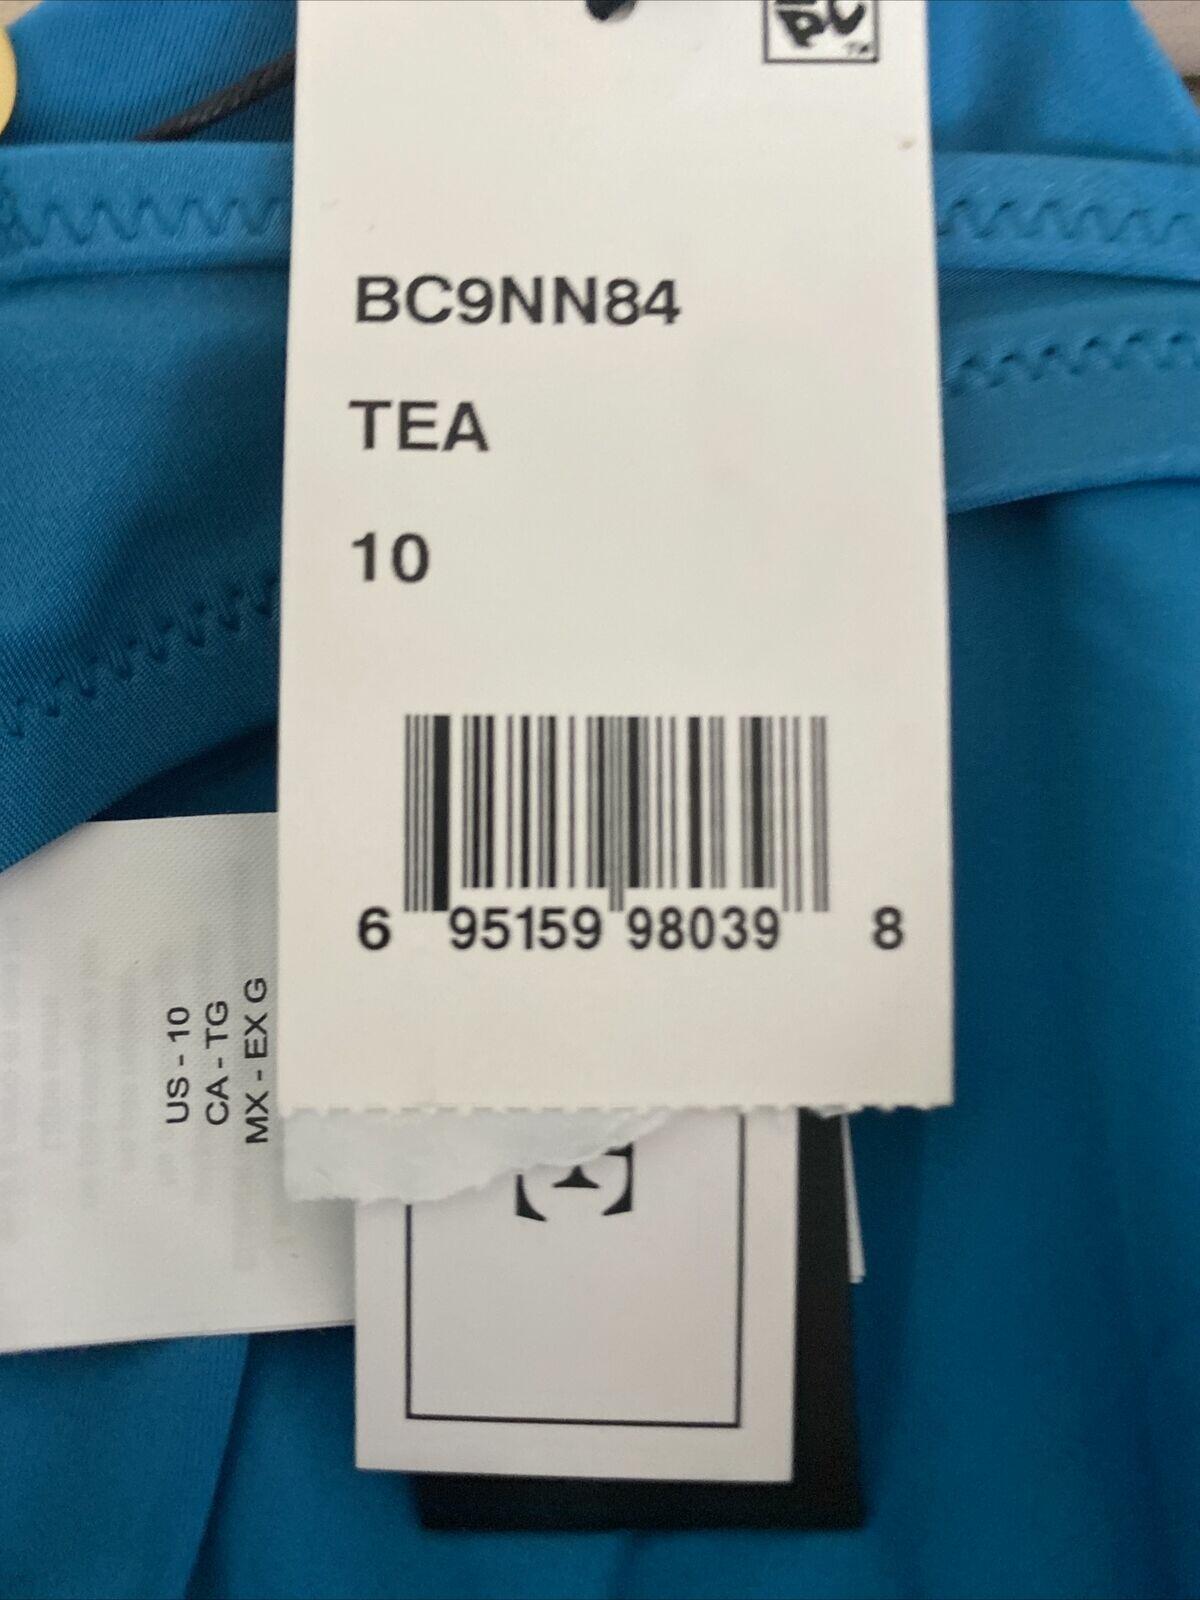 BC9NN84
TEA
10
6 95159 98039 8
US - 10
CA - TG
MX - EX G